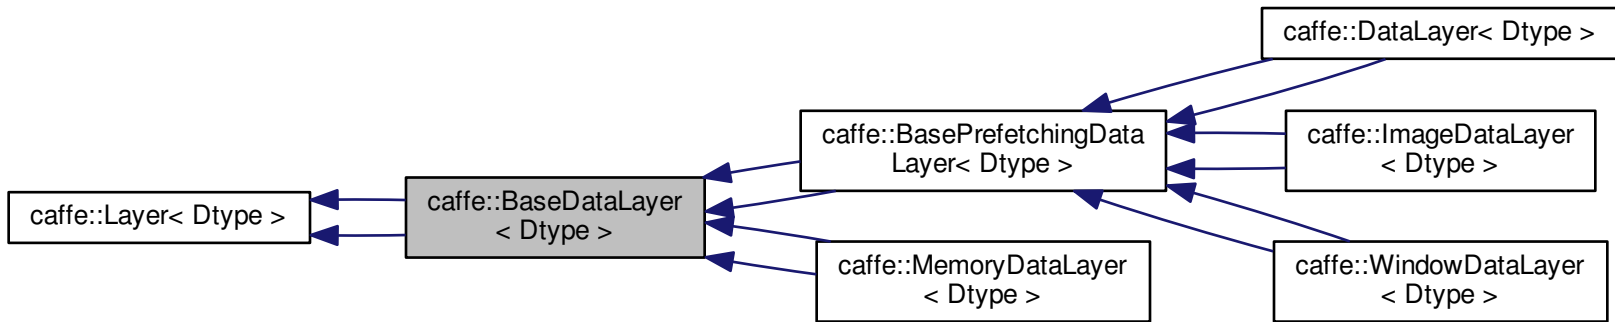 caffe::Layer< Dtype >
caffe::BaseDataLayer
< Dtype >
caffe::BasePrefetchingData
Layer< Dtype >
caffe::MemoryDataLayer
< Dtype >
caffe::DataLayer< Dtype >
caffe::ImageDataLayer
< Dtype >
caffe::WindowDataLayer
< Dtype >